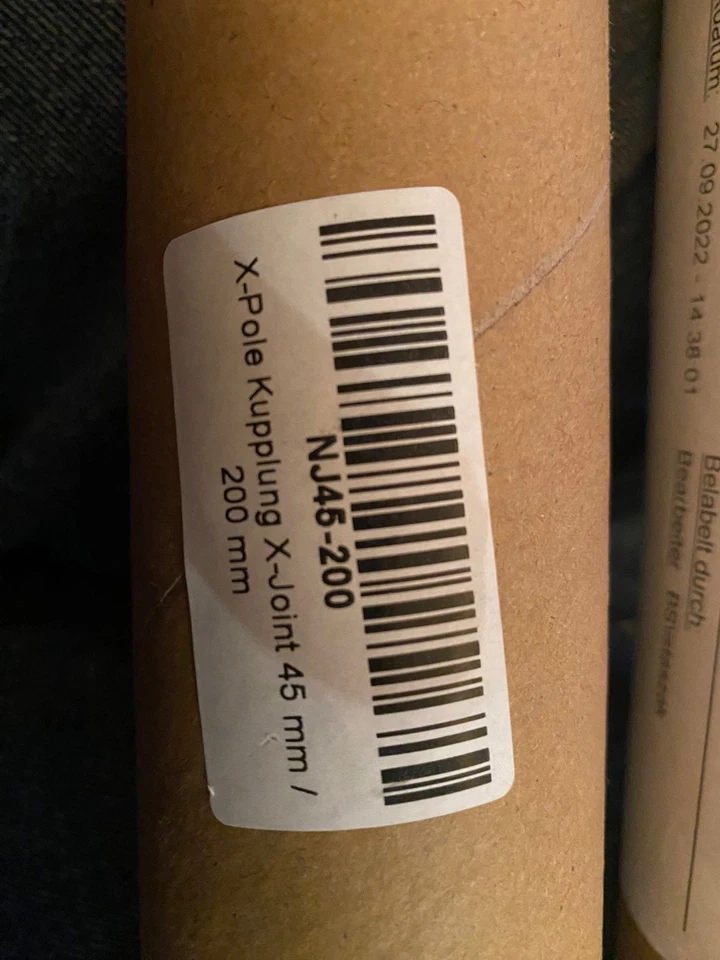 NJ45-200
X-Pole Kupplung X-Joint 45 mm /
200 mm
27.09.2022 - 14:38:01
Belabelt durch:
Bearbeiter